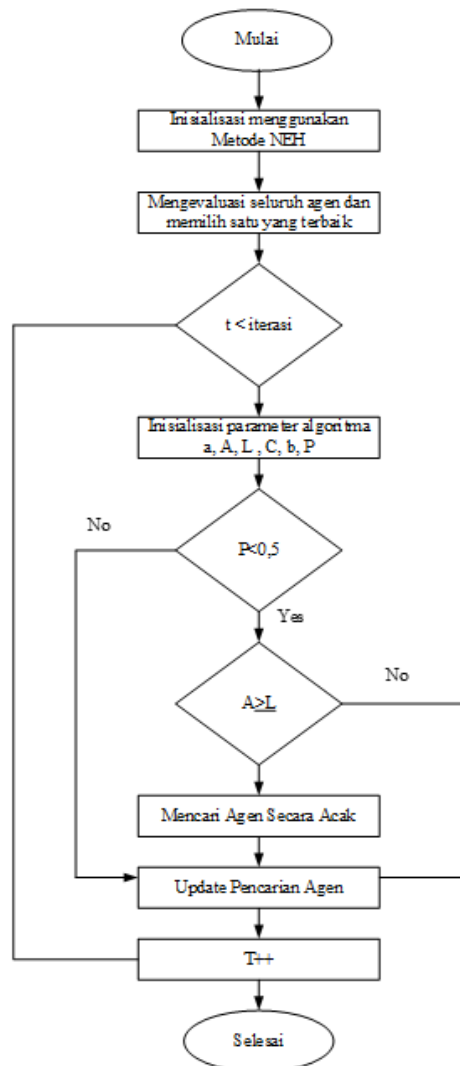 Mulai
Inisialisasi menggunakan
Metode NEH
Mengevaluasi seluruh agen dan
memilih satu yang terbaik
t < iterasi
Inisialisasi parameter algoritma
a, A, L , C, b, P
No
P<0,5
Yes
No
A≥L
Mencari Agen Secara Acak
Update Pencarian Agen
T++
Selesai